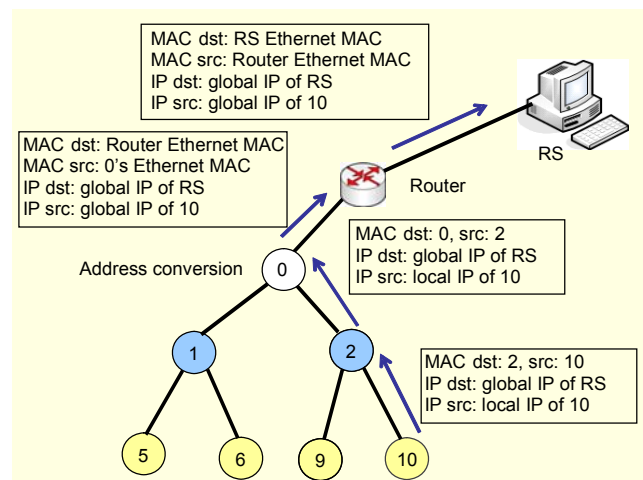 MAC dst: RS Ethernet MAC
MAC src: Router Ethernet MAC
IP dst: global IP of RS
IP src: global IP of 10
RS
MAC dst: Router Ethernet MAC
MAC src: 0's Ethernet MAC
IP dst: global IP of RS
IP src: global IP of 10
Router
MAC dst: 0, src: 2
IP dst: global IP of RS
IP src: local IP of 10
Address conversion
0
1
2
MAC dst: 2, src: 10
IP dst: global IP of RS
IP src: local IP of 10
5
6
9
10